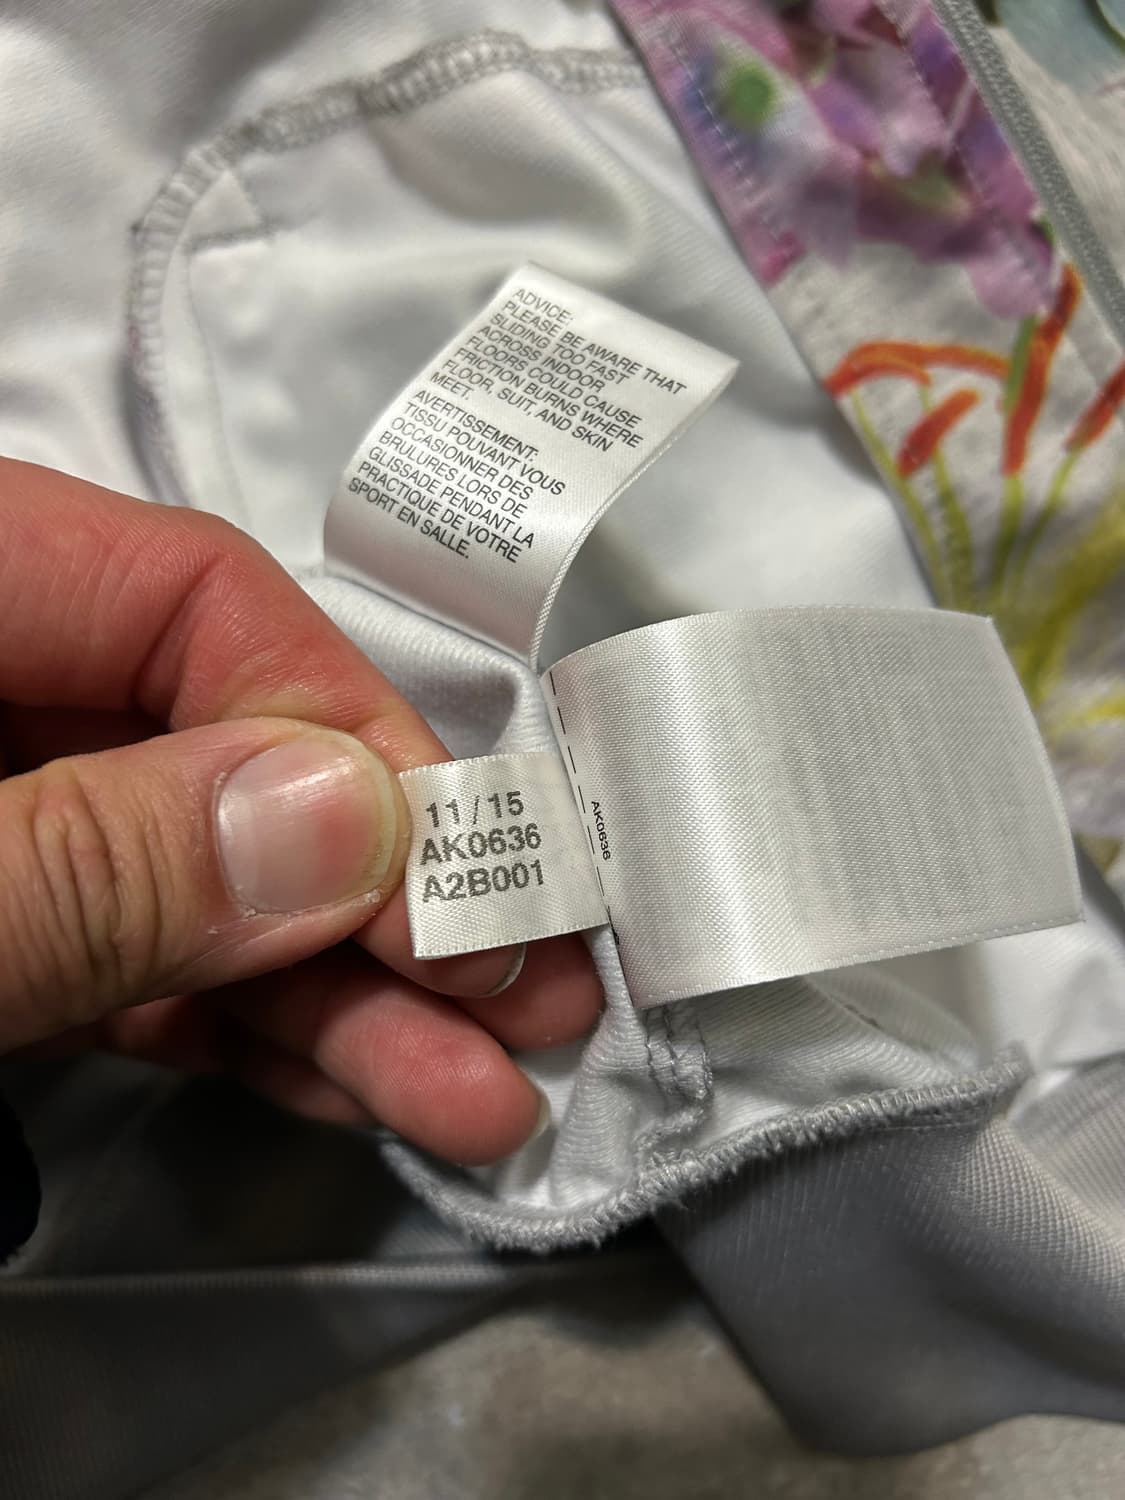 ADVICE:
PLEASE BE AWARE THAT
SLIDING TOO FAST
ACROSS INDOOR
FLOORS COULD CAUSE
FRICTION BURNS WHERE
FLOOR, SUIT, AND SKIN
MEET.
AVERTISSEMENT:
TISSU POUVANT VOUS
OCCASIONNER DES
BRULURES LORS DE
GLISSADE PENDANT LA
PRACTIQUE DE VOTRE
SPORT EN SALLE.
11/15
AK0636
A2B001
AK0636